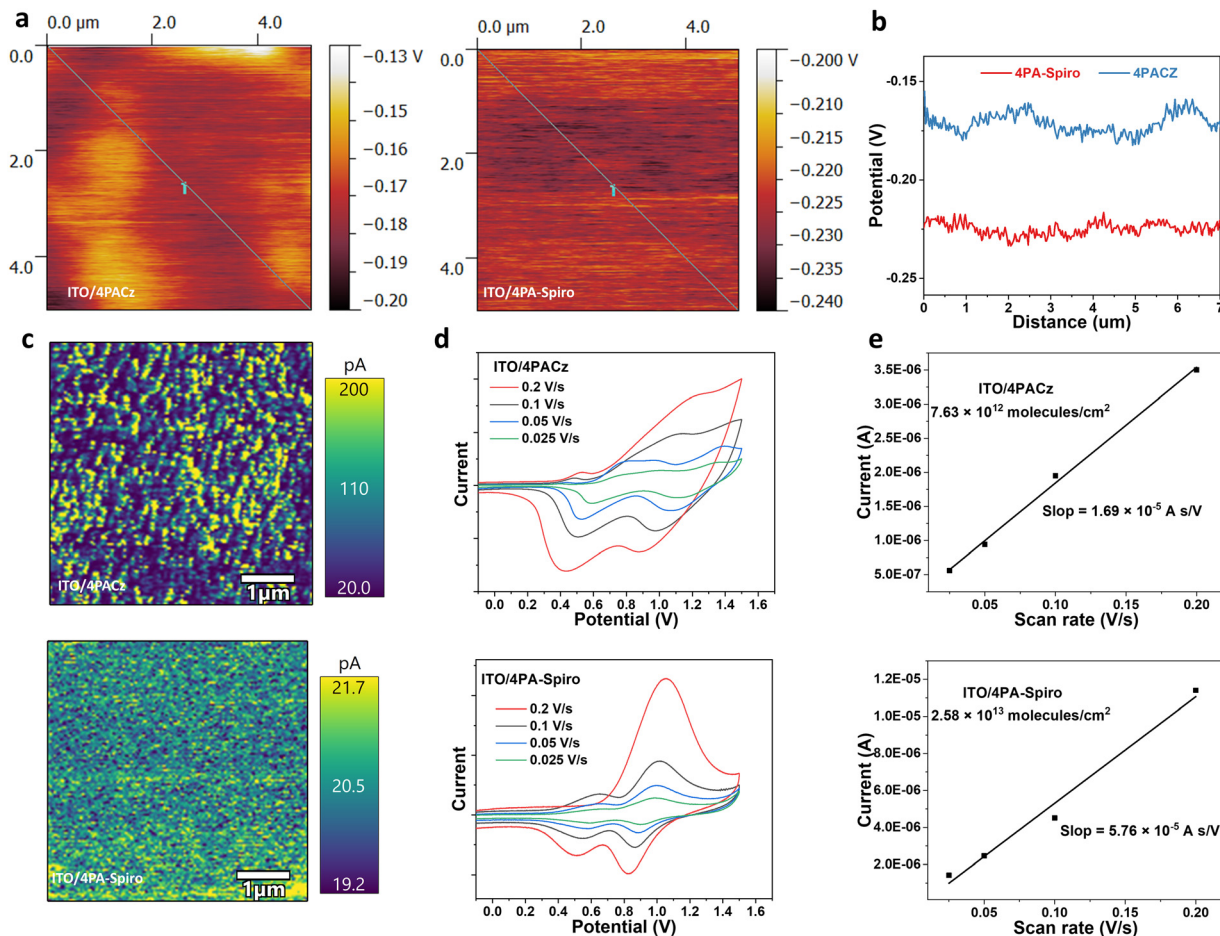 a
0.0 µm 2.0 4.0
0.0
2.0
4.0
1
ITO/4PACz
−0.13 V
−0.14
−0.15
−0.16
−0.17
−0.18
−0.19
−0.20
0.0 µm 2.0 4.0
0.0
2.0
4.0
1
ITO/4PA-Spiro
−0.200 V
−0.210
−0.215
−0.220
−0.225
−0.230
−0.240
b
4PA-Spiro 4PACZ
Potential (V)
-0.15
-0.20
-0.25
0 1 2 3 4 5 6 7
Distance (um)
c
ITO/4PACz
1µm
pA
200
110
20.0
ITO/4PA-Spiro
1µm
pA
21.7
20.5
19.2
d
ITO/4PACz
0.2 V/s
0.1 V/s
0.05 V/s
0.025 V/s
Current
0.0 0.2 0.4 0.6 0.8 1.0 1.2 1.4 1.6
Potential (V)
ITO/4PA-Spiro
0.2 V/s
0.1 V/s
0.05 V/s
0.025 V/s
Current
0.0 0.2 0.4 0.6 0.8 1.0 1.2 1.4 1.6
Potential (V)
e
ITO/4PACz
7.63 × 10¹² molecules/cm²
Slop = 1.69 × 10⁻⁵ A s/V
Current (A)
3.5E-06
3.0E-06
2.5E-06
2.0E-06
1.5E-06
1.0E-06
5.0E-07
0.05 0.10 0.15 0.20
Scan rate (V/s)
ITO/4PA-Spiro
2.58 × 10¹³ molecules/cm²
Slop = 5.76 × 10⁻⁵ A s/V
Current (A)
1.2E-05
1.0E-05
8.0E-06
6.0E-06
4.0E-06
2.0E-06
0.05 0.10 0.15 0.20
Scan rate (V/s)